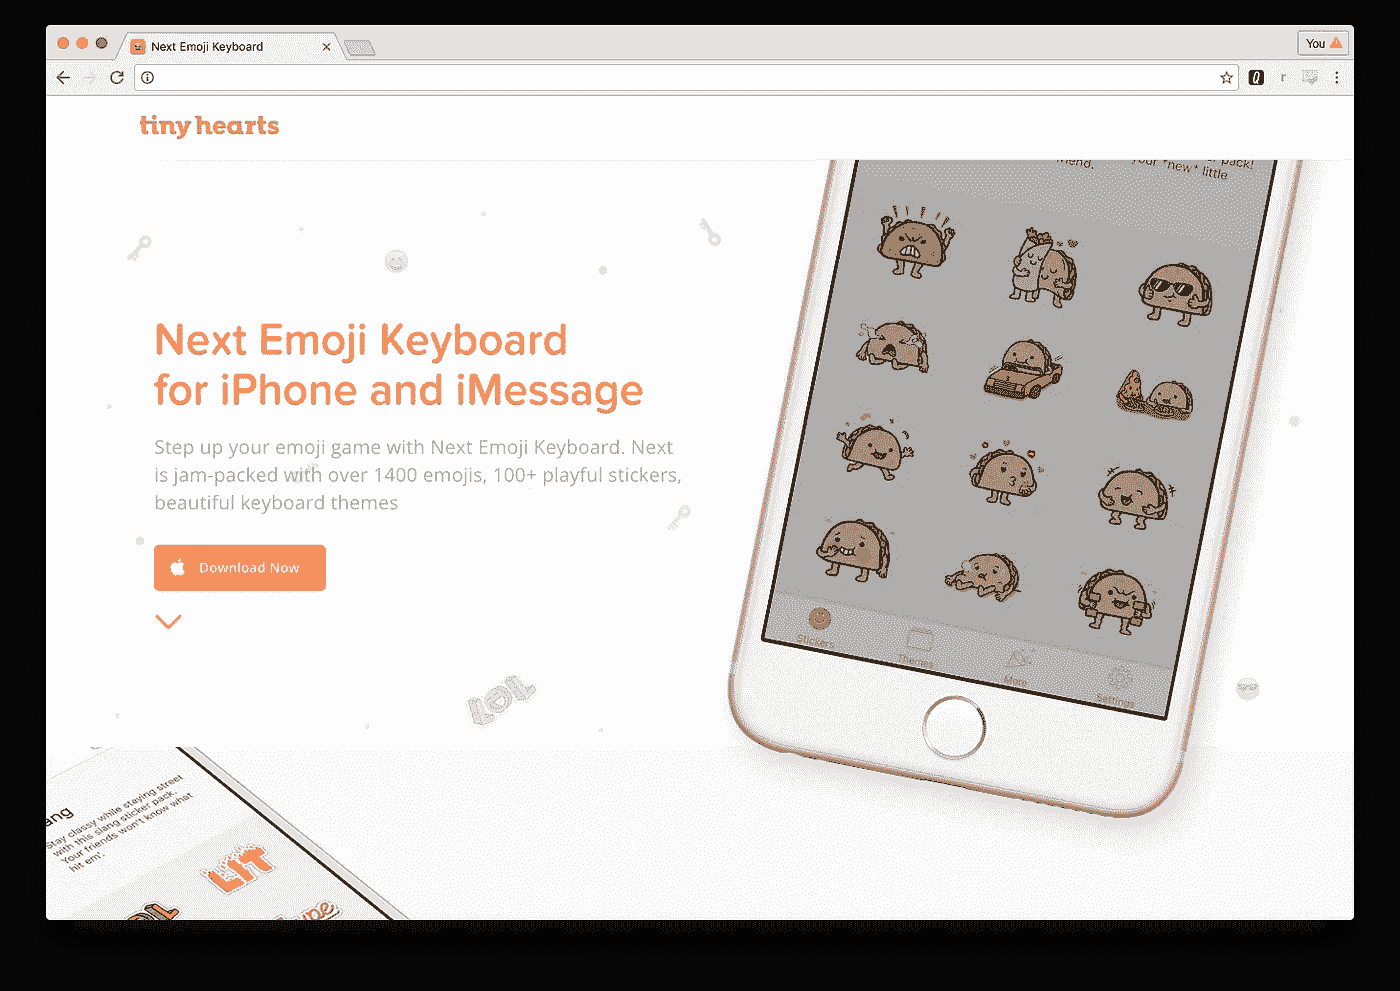 Next Emoji Keyboard
You
tiny hearts
friend.
your *new* little
pack!
Next Emoji Keyboard
for iPhone and iMessage
Step up your emoji game with Next Emoji Keyboard. Next
is jam-packed with over 1400 emojis, 100+ playful stickers,
beautiful keyboard themes
Download Now
Stickers
Themes
More
Settings
LOL
ang
Stay classy while staying street
with this slang sticker pack.
Your friends won't know what
hit em'.
LIT